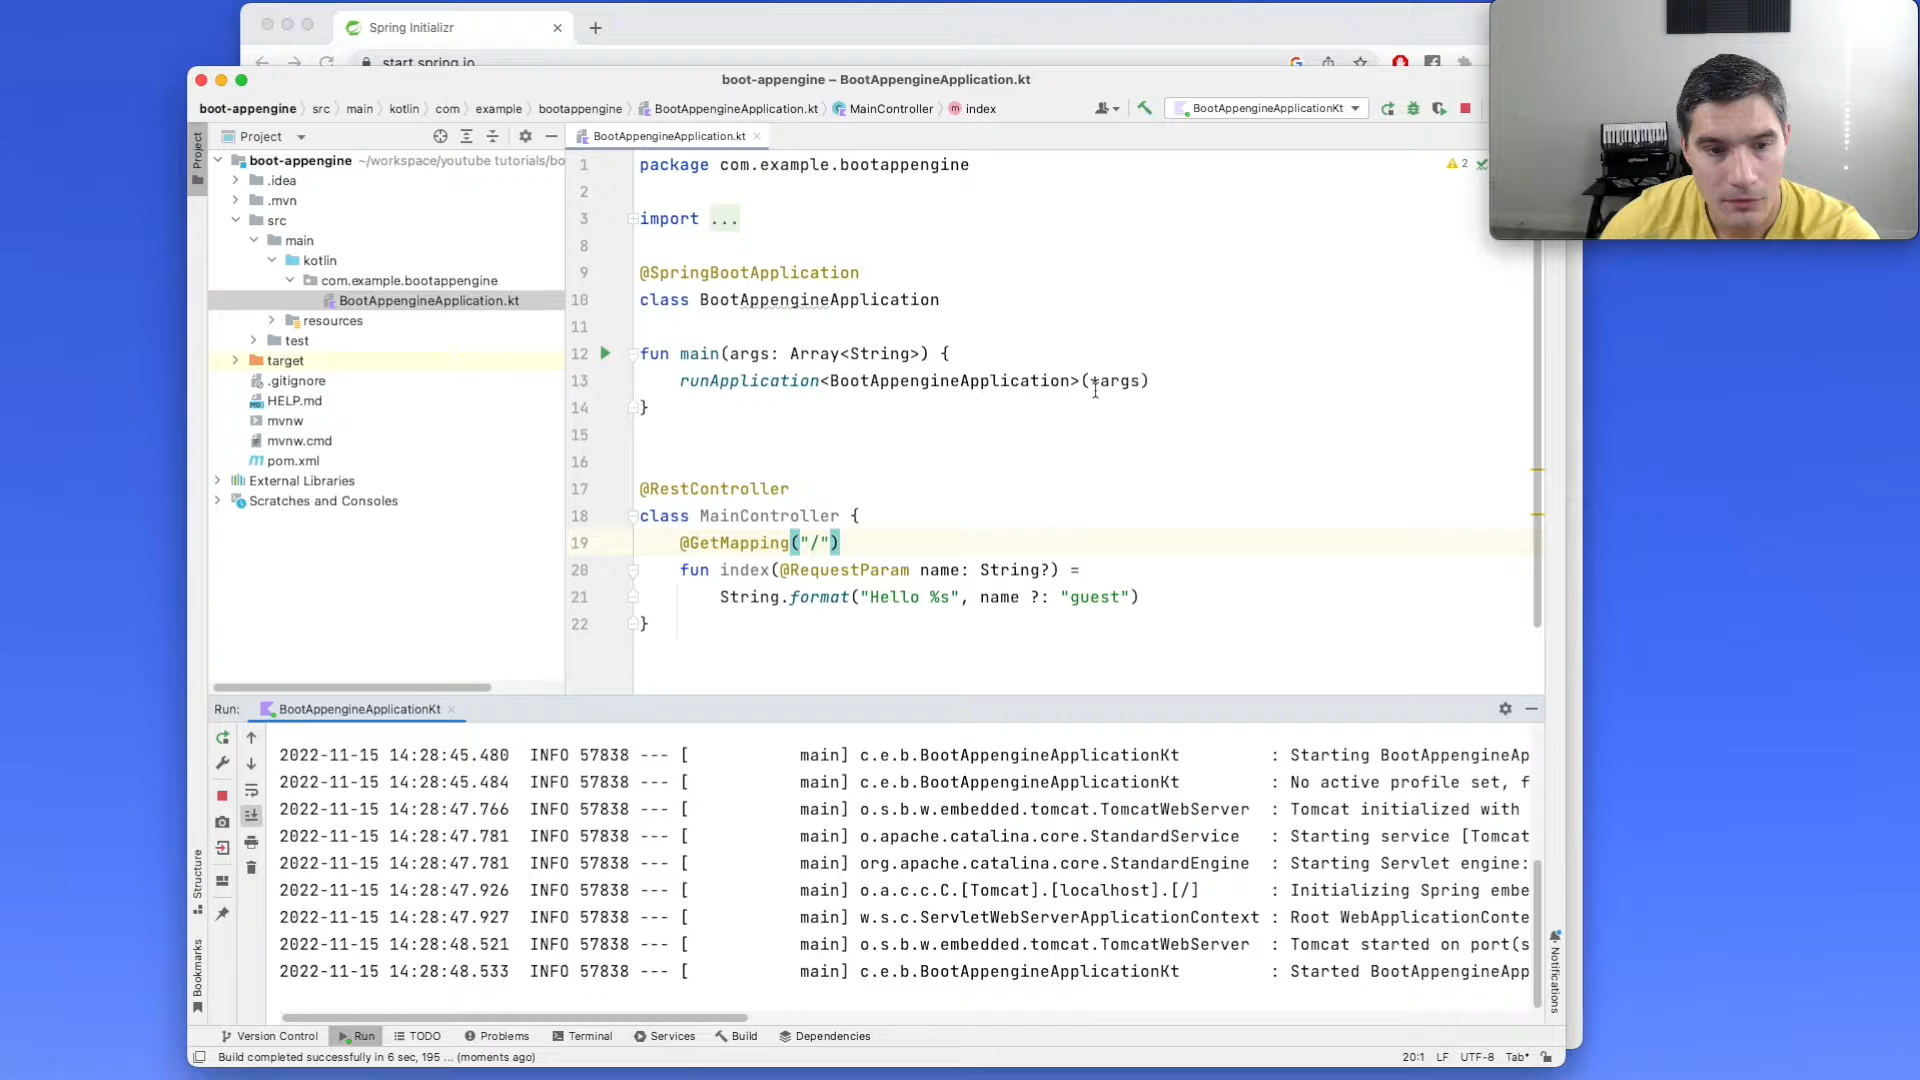 Spring Initializr
start.spring.io
boot-appengine – BootAppengineApplication.kt
boot-appengine src main kotlin com example bootappengine BootAppengineApplication.kt MainController index
BootAppengineApplicationKt
Project
BootAppengineApplication.kt
Project
boot-appengine ~/workspace/youtube tutorials/bo
.idea
.mvn
src
main
kotlin
com.example.bootappengine
BootAppengineApplication.kt
resources
test
target
.gitignore
HELP.md
mvnw
mvnw.cmd
pom.xml
External Libraries
Scratches and Consoles
1 package com.example.bootappengine
2
3 import ...
8
9 @SpringBootApplication
10 class BootAppengineApplication
11
12 fun main(args: Array<String>) {
13 runApplication<BootAppengineApplication>(*args)
14 }
15
16
17 @RestController
18 class MainController {
19 @GetMapping("/")
20 fun index(@RequestParam name: String?) =
21 String.format("Hello %s", name ?: "guest")
22 }
2
Run: BootAppengineApplicationKt
2022-11-15 14:28:45.480 INFO 57838 --- [ main] c.e.b.BootAppengineApplicationKt : Starting BootAppengineAp
2022-11-15 14:28:45.484 INFO 57838 --- [ main] c.e.b.BootAppengineApplicationKt : No active profile set, f
2022-11-15 14:28:47.766 INFO 57838 --- [ main] o.s.b.w.embedded.tomcat.TomcatWebServer : Tomcat initialized with
2022-11-15 14:28:47.781 INFO 57838 --- [ main] o.apache.catalina.core.StandardService : Starting service [Tomcat
2022-11-15 14:28:47.781 INFO 57838 --- [ main] org.apache.catalina.core.StandardEngine : Starting Servlet engine:
2022-11-15 14:28:47.926 INFO 57838 --- [ main] o.a.c.c.C.[Tomcat].[localhost].[/] : Initializing Spring embe
2022-11-15 14:28:47.927 INFO 57838 --- [ main] w.s.c.ServletWebServerApplicationContext : Root WebApplicationConte
2022-11-15 14:28:48.521 INFO 57838 --- [ main] o.s.b.w.embedded.tomcat.TomcatWebServer : Tomcat started on port(s
2022-11-15 14:28:48.533 INFO 57838 --- [ main] c.e.b.BootAppengineApplicationKt : Started BootAppengineApp
Structure
Bookmarks
Notifications
Version Control Run TODO Problems Terminal Services Build Dependencies
Build completed successfully in 6 sec, 195 ... (moments ago)
20:1 LF UTF-8 Tab*